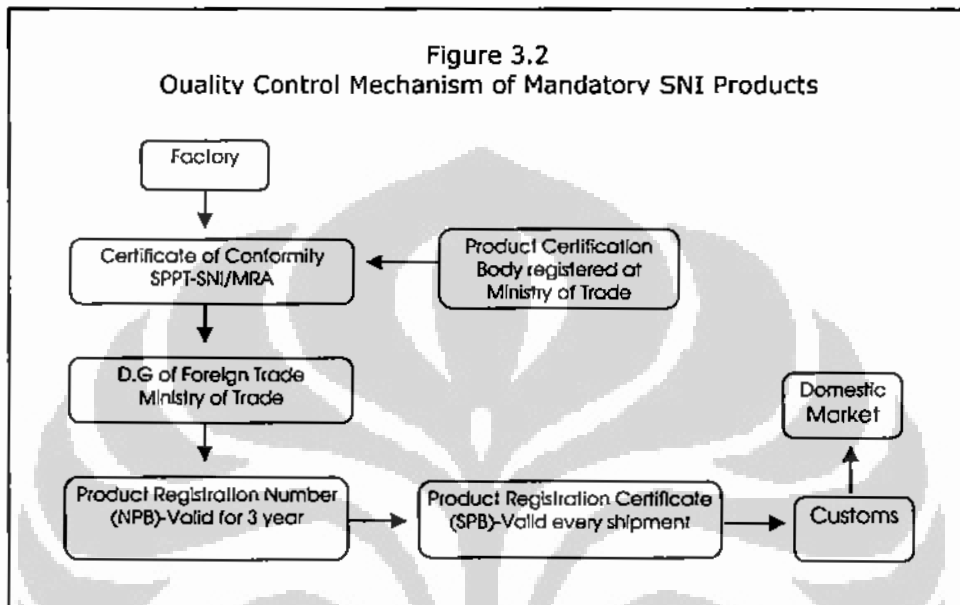 Figure 3.2
Quality Control Mechanism of Mandatory SNI Products
Factory
Certificate of Conformity
SPPT-SNI/MRA
Product Certification
Body registered at
Ministry of Trade
D.G of Foreign Trade
Ministry of Trade
Domestic
Market
Product Registration Number
(NPB)-Valid for 3 year
Product Registration Certificate
(SPB)-Valid every shipment
Customs